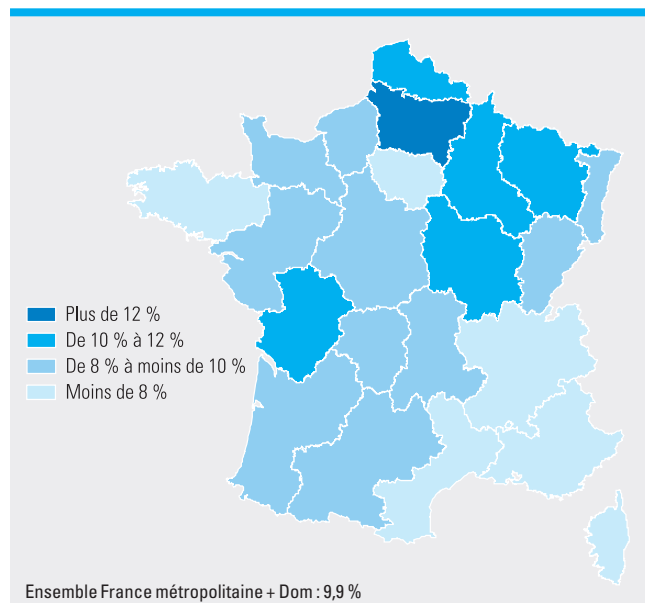 Plus de 12 %
De 10 % à 12 %
De 8 % à moins de 10 %
Moins de 8 %
Ensemble France métropolitaine + Dom : 9,9 %